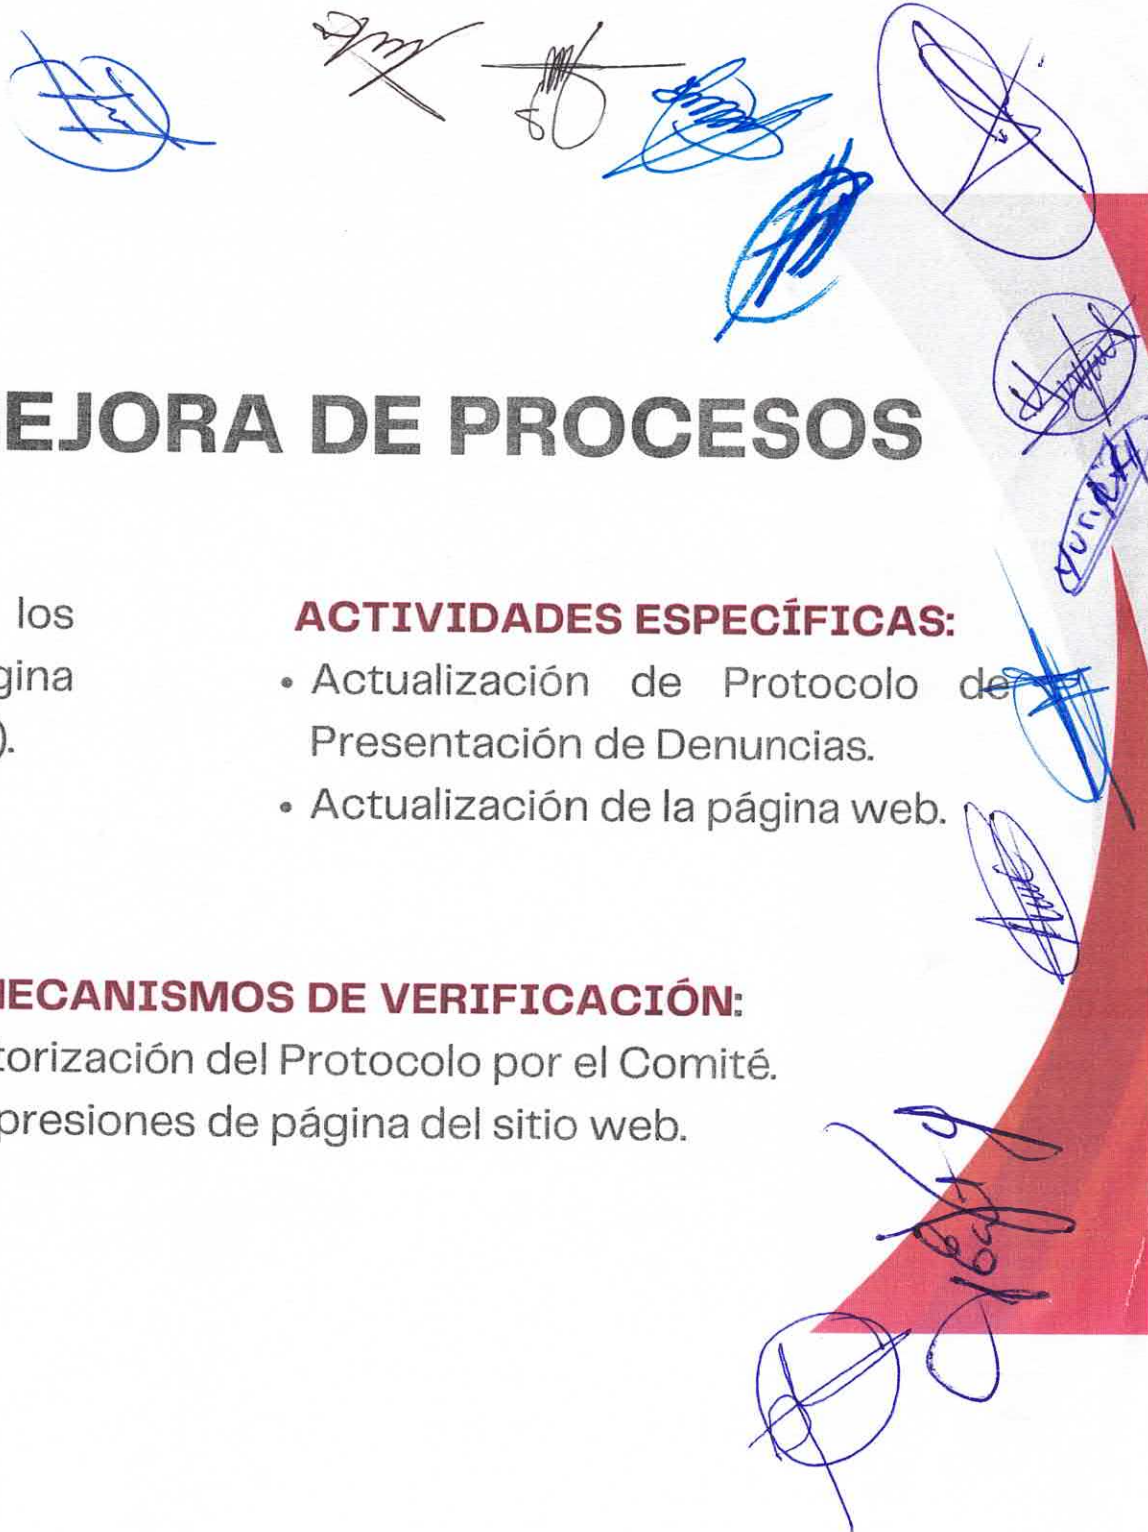 EJORA DE PROCESOS
los
gina
).
ACTIVIDADES ESPECÍFICAS:
• Actualización de Protocolo de
Presentación de Denuncias.
• Actualización de la página web.
MECANISMOS DE VERIFICACIÓN:
torización del Protocolo por el Comité.
presiones de página del sitio web.